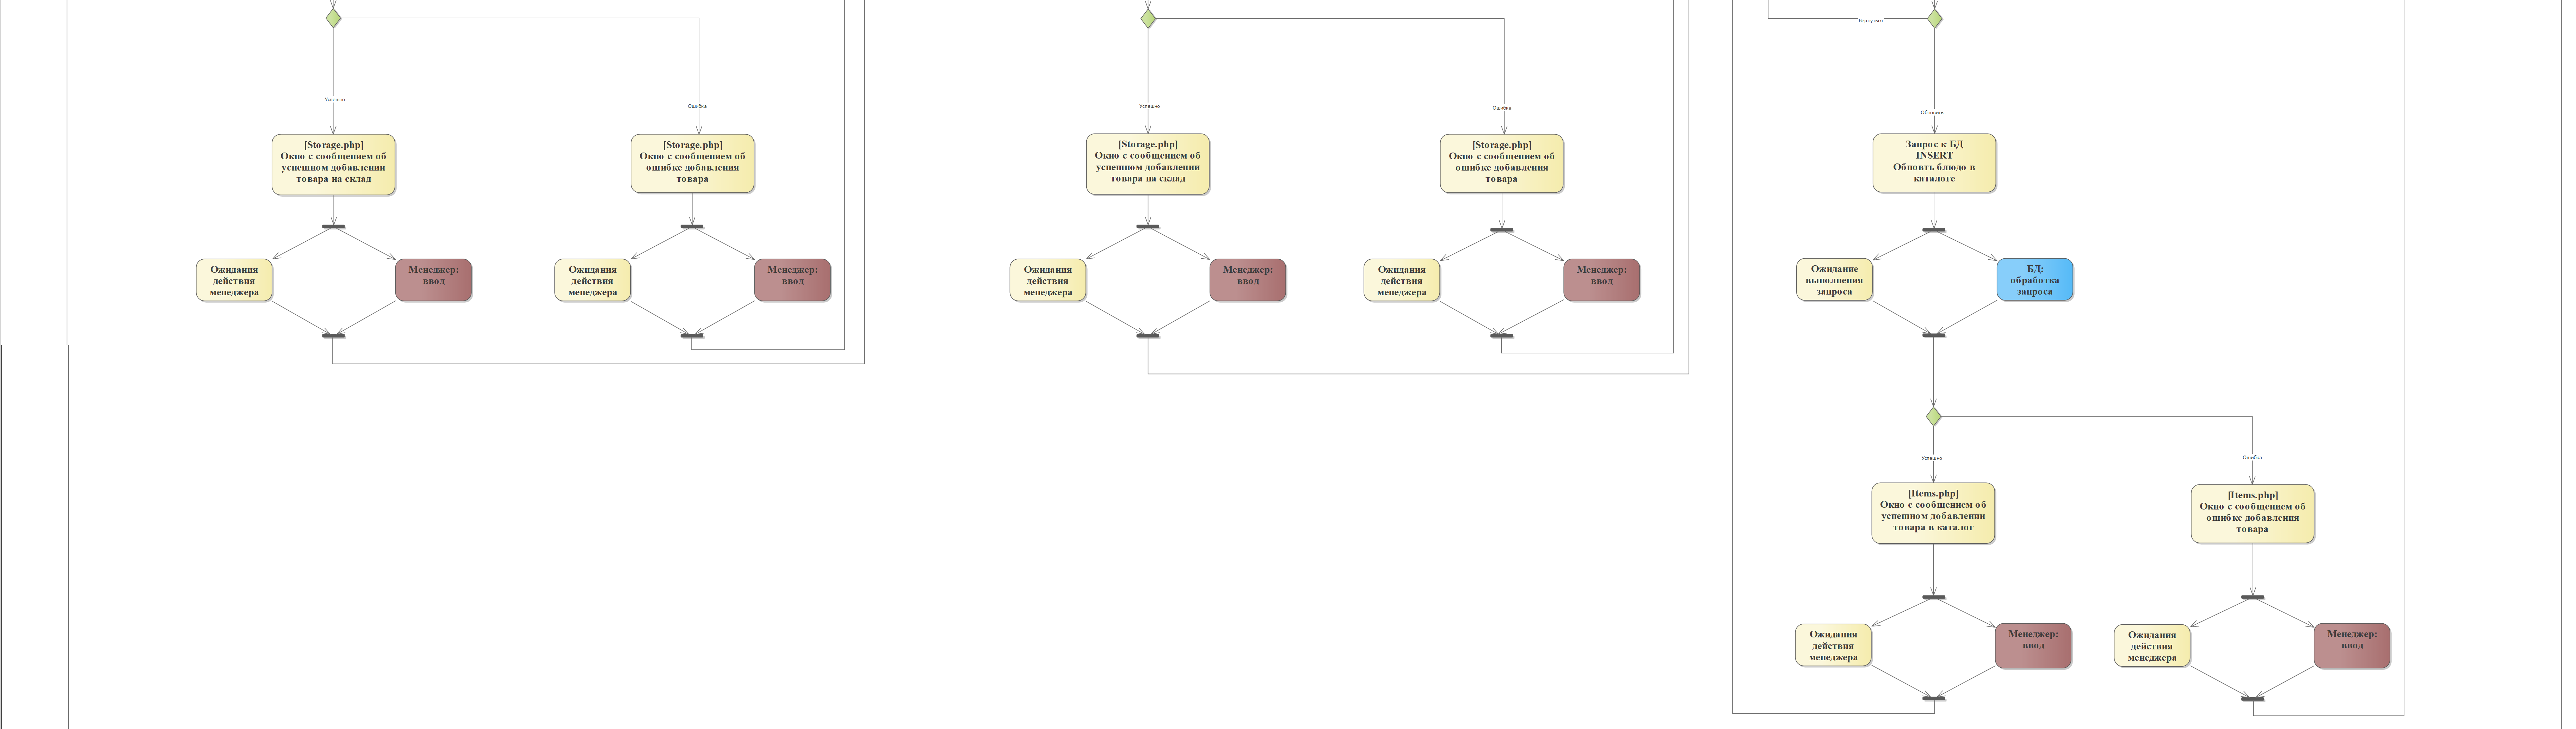 Вернуться
Успешно
Ошибка
Успешно
Ошибка
Обновить
[Storage.php]
Окно с сообщением об
успешном добавлении
товара на склад
[Storage.php]
Окно с сообщением об
ошибке добавления
товара
[Storage.php]
Окно с сообщением об
успешном добавлении
товара на склад
[Storage.php]
Окно с сообщением об
ошибке добавления
товара
Запрос к БД
INSERT
Обновть блюдо в
каталоге
Ожидания
действия
менеджера
Менеджер:
ввод
Ожидания
действия
менеджера
Менеджер:
ввод
Ожидания
действия
менеджера
Менеджер:
ввод
Ожидания
действия
менеджера
Менеджер:
ввод
Ожидание
выполнения
запроса
БД:
обработка
запроса
Успешно
Ошибка
[Items.php]
Окно с сообщением об
успешном добавлении
товара в каталог
[Items.php]
Окно с сообщением об
ошибке добавления
товара
Ожидания
действия
менеджера
Менеджер:
ввод
Ожидания
действия
менеджера
Менеджер:
ввод